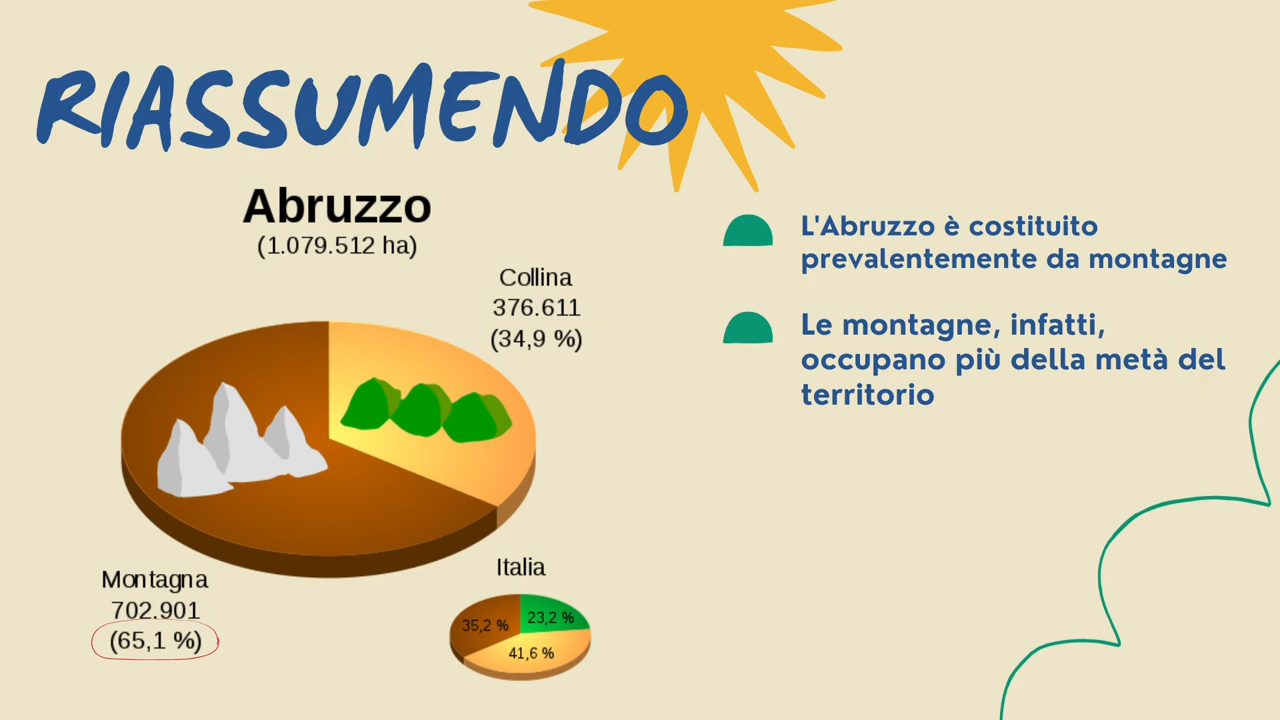 RIASSUMENDO
Abruzzo
(1.079.512 ha)
Collina
376.611
(34,9 %)
Montagna
702.901
(65,1 %)
Italia
35,2 %
23,2 %
41,6 %
L'Abruzzo è costituito
prevalentemente da montagne
Le montagne, infatti,
occupano più della metà del
territorio